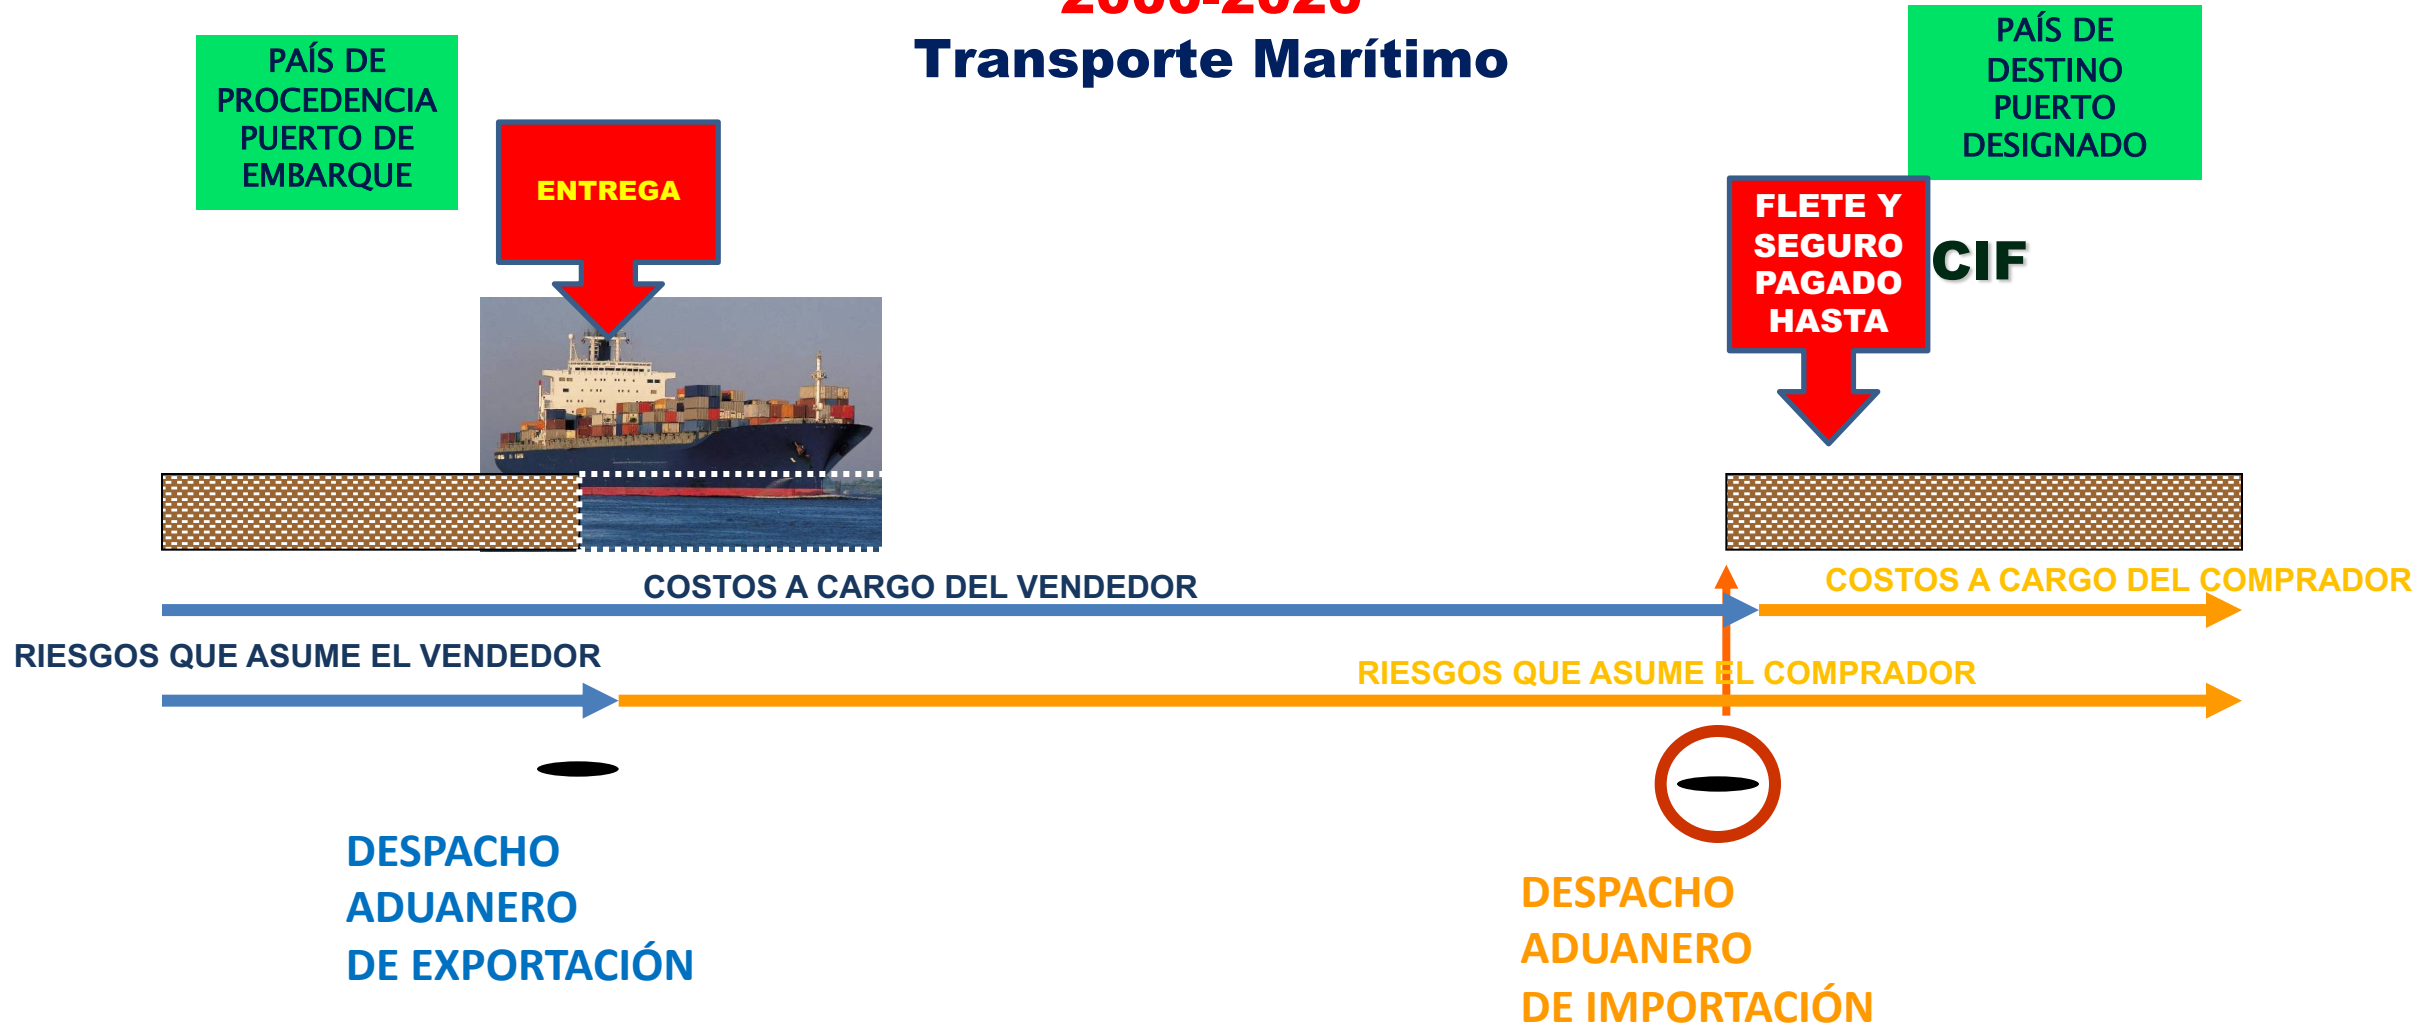 Transporte Marítimo
PAÍS DE
PROCEDENCIA
PUERTO DE
EMBARQUE
ENTREGA
PAÍS DE
DESTINO
PUERTO
DESIGNADO
FLETE Y
SEGURO
PAGADO
HASTA
CIF
COSTOS A CARGO DEL VENDEDOR
COSTOS A CARGO DEL COMPRADOR
RIESGOS QUE ASUME EL VENDEDOR
RIESGOS QUE ASUME EL COMPRADOR
DESPACHO
ADUANERO
DE EXPORTACIÓN
DESPACHO
ADUANERO
DE IMPORTACIÓN